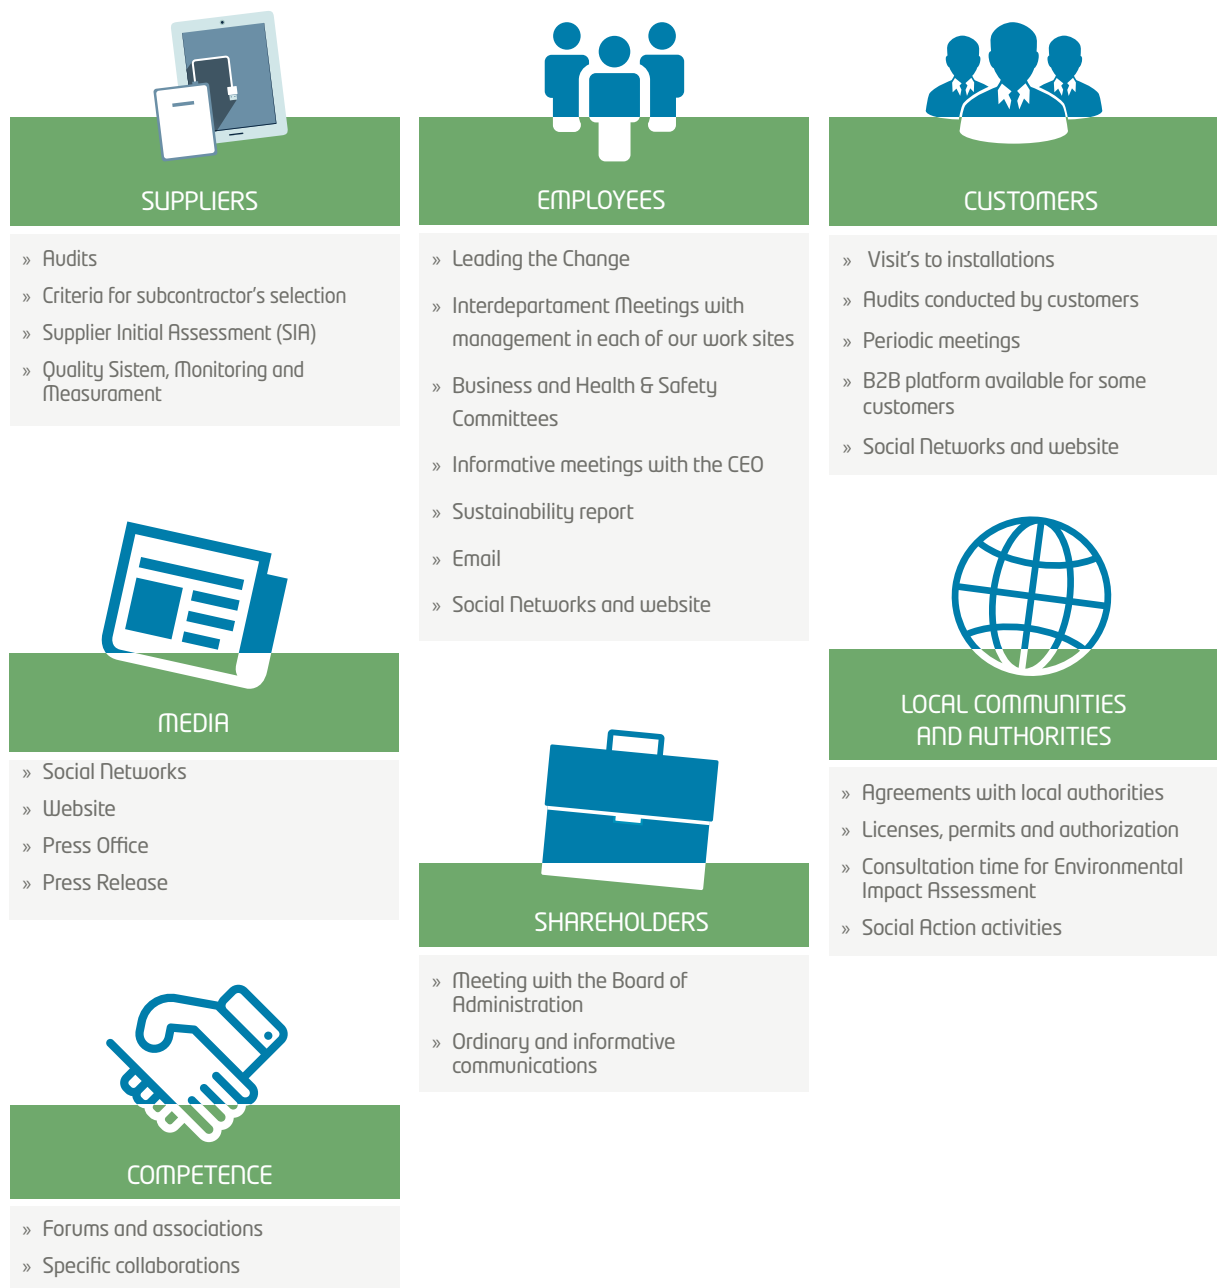 SUPPLIERS
» Audits
» Criteria for subcontractor's selection
» Supplier Initial Assessment (SIA)
» Quality Sistem, Monitoring and
Measurament
EMPLOYEES
» Leading the Change
» Interdepartament Meetings with
management in each of our work sites
» Business and Health & Safety
Committees
» Informative meetings with the CEO
» Sustainability report
» Email
» Social Networks and website
CUSTOMERS
» Visit's to installations
» Audits conducted by customers
» Periodic meetings
» B2B platform available for some
customers
» Social Networks and website
MEDIA
» Social Networks
» Website
» Press Office
» Press Release
SHAREHOLDERS
» Meeting with the Board of
Administration
» Ordinary and informative
communications
LOCAL COMMUNITIES
AND AUTHORITIES
» Agreements with local authorities
» Licenses, permits and authorization
» Consultation time for Environmental
Impact Assessment
» Social Action activities
COMPETENCE
» Forums and associations
» Specific collaborations